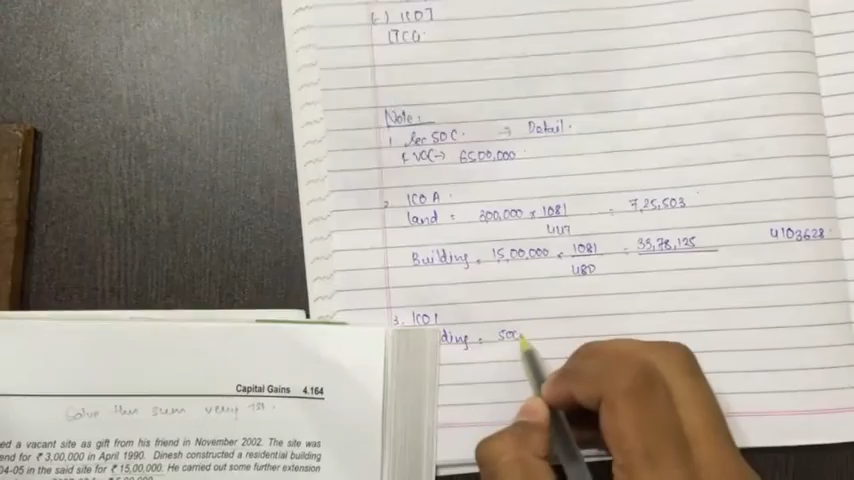 (-) ICOI
LTCG.
Note:-
1. Sec 50C. → Detail.
FVC → 6500,000
2. ICOA.
land = 300,000 × 1081 / 447 = 7,25,503
Building = 15,00,000 × 1081 / 480 = 33,78,125 4103628
3. ICOI
ding = 500
Capital Gains 4.164
Solve this sum very 1st.
ed a vacant site as gift from his friend in November 2002. The site was
end for ₹ 3,00,000 in April 1990. Dinesh constructed a residential building
04-05 in the said site for ₹ 15,00,000. He carried out some further extension